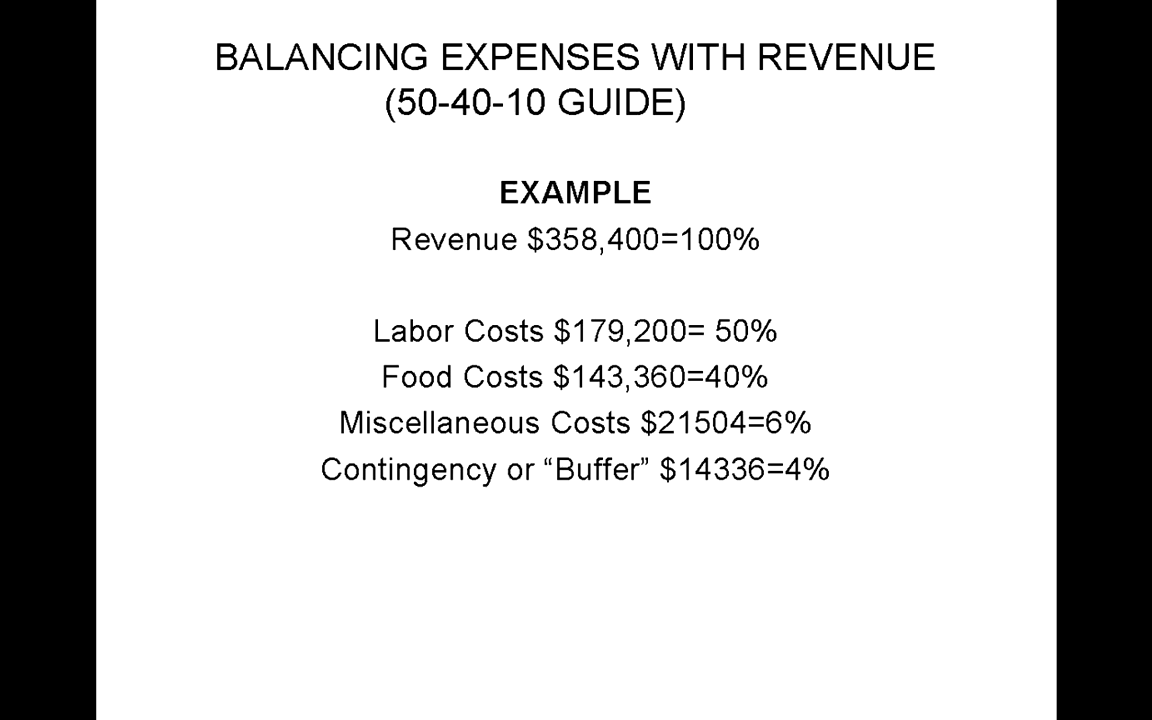 BALANCING EXPENSES WITH REVENUE
(50-40-10 GUIDE)
EXAMPLE
Revenue $358,400=100%
Labor Costs $179,200= 50%
Food Costs $143,360=40%
Miscellaneous Costs $21504=6%
Contingency or “Buffer” $14336=4%